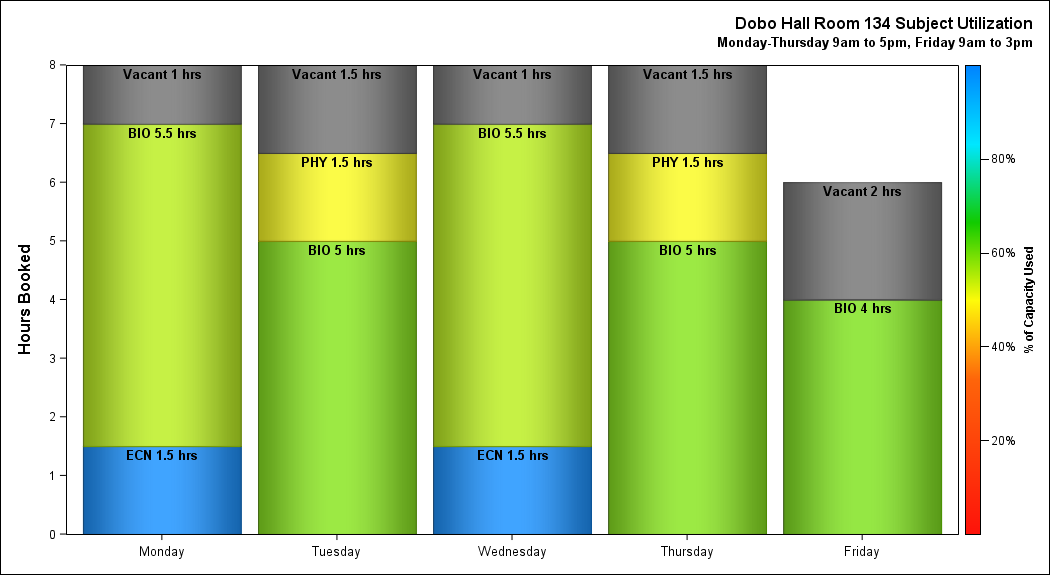 Dobo Hall Room 134 Subject Utilization
Monday-Thursday 9am to 5pm, Friday 9am to 3pm
Hours Booked
8
7
6
5
4
3
2
1
0
Vacant 1 hrs
BIO 5.5 hrs
ECN 1.5 hrs
Vacant 1.5 hrs
PHY 1.5 hrs
BIO 5 hrs
Vacant 1 hrs
BIO 5.5 hrs
ECN 1.5 hrs
Vacant 1.5 hrs
PHY 1.5 hrs
BIO 5 hrs
Vacant 2 hrs
BIO 4 hrs
Monday Tuesday Wednesday Thursday Friday
80%
60%
40%
20%
% of Capacity Used